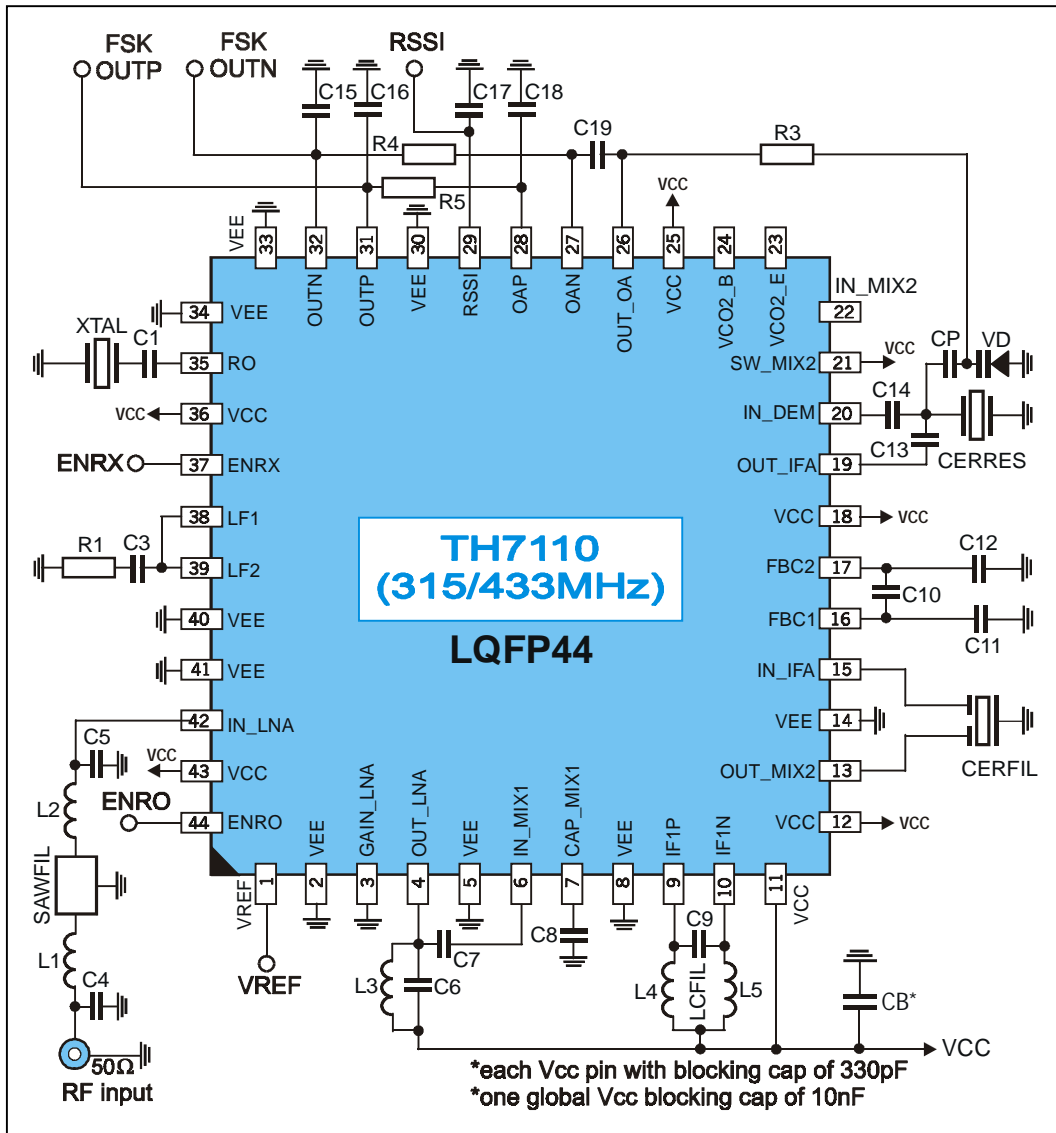 FSK
OUTP
FSK
OUTN
RSSI
C15
C16
C17
C18
R4
C19
R3
R5
VCC
VEE
33
32
31
30
29
28
27
26
25
24
23
OUTN
OUTP
VEE
RSSI
OAP
OAN
OUT_OA
VCC
VCO2_B
VCO2_E
IN_MIX2
22
34 VEE
XTAL
C1
35 RO
VCC
36 VCC
ENRX
37 ENRX
38 LF1
R1
C3
39 LF2
40 VEE
41 VEE
42 IN_LNA
C5
VCC
43 VCC
ENRO
44 ENRO
L2
SAWFIL
L1
C4
50Ω
RF input
SW_MIX2 21
VCC
CP
VD
IN_DEM 20
C14
C13
OUT_IFA 19
CERRES
VCC 18
VCC
FBC2 17
C12
C10
FBC1 16
C11
IN_IFA 15
VEE 14
OUT_MIX2 13
CERFIL
VCC 12
VCC
TH7110
(315/433MHz)
LQFP44
VEE
GAIN_LNA
OUT_LNA
VEE
IN_MIX1
CAP_MIX1
VEE
IF1P
IF1N
VREF
1
2
3
4
5
6
7
8
9
10
11
VCC
VREF
C7
C8
C9
L3
C6
L4
LCFIL
L5
CB*
VCC
*each Vcc pin with blocking cap of 330pF
*one global Vcc blocking cap of 10nF